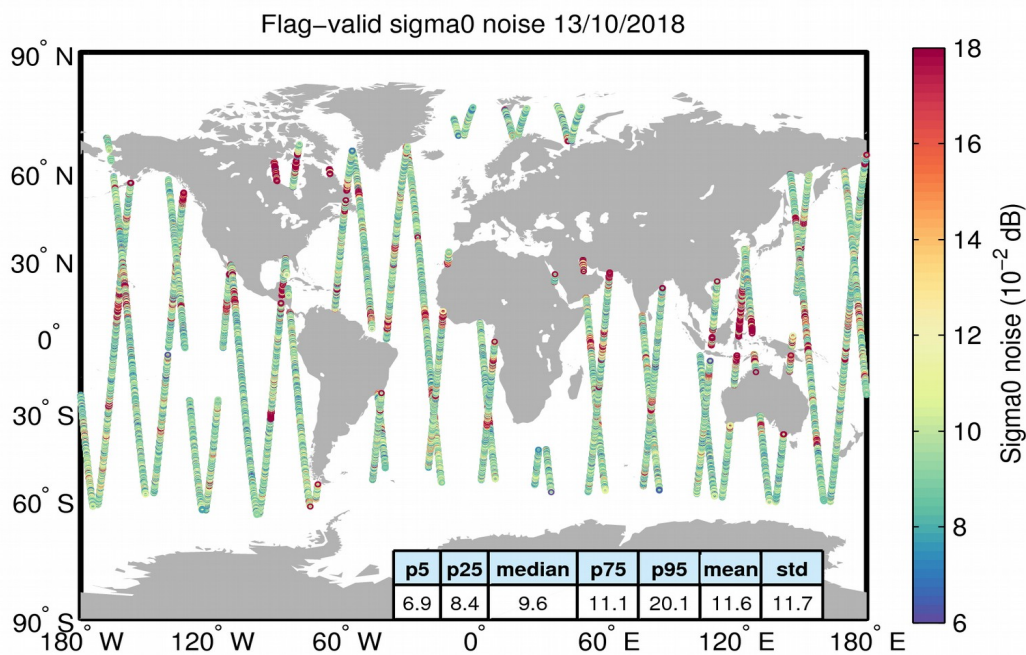 Flag−valid sigma0 noise 13/10/2018
90° N
60° N
30° N
0°
30° S
60° S
90° S
180° W
120° W
60° W
0°
60° E
120° E
180° E
p5 p25 median p75 p95 mean std
6.9 8.4 9.6 11.1 20.1 11.6 11.7
18
16
14
12
10
8
6
Sigma0 noise (10⁻² dB)